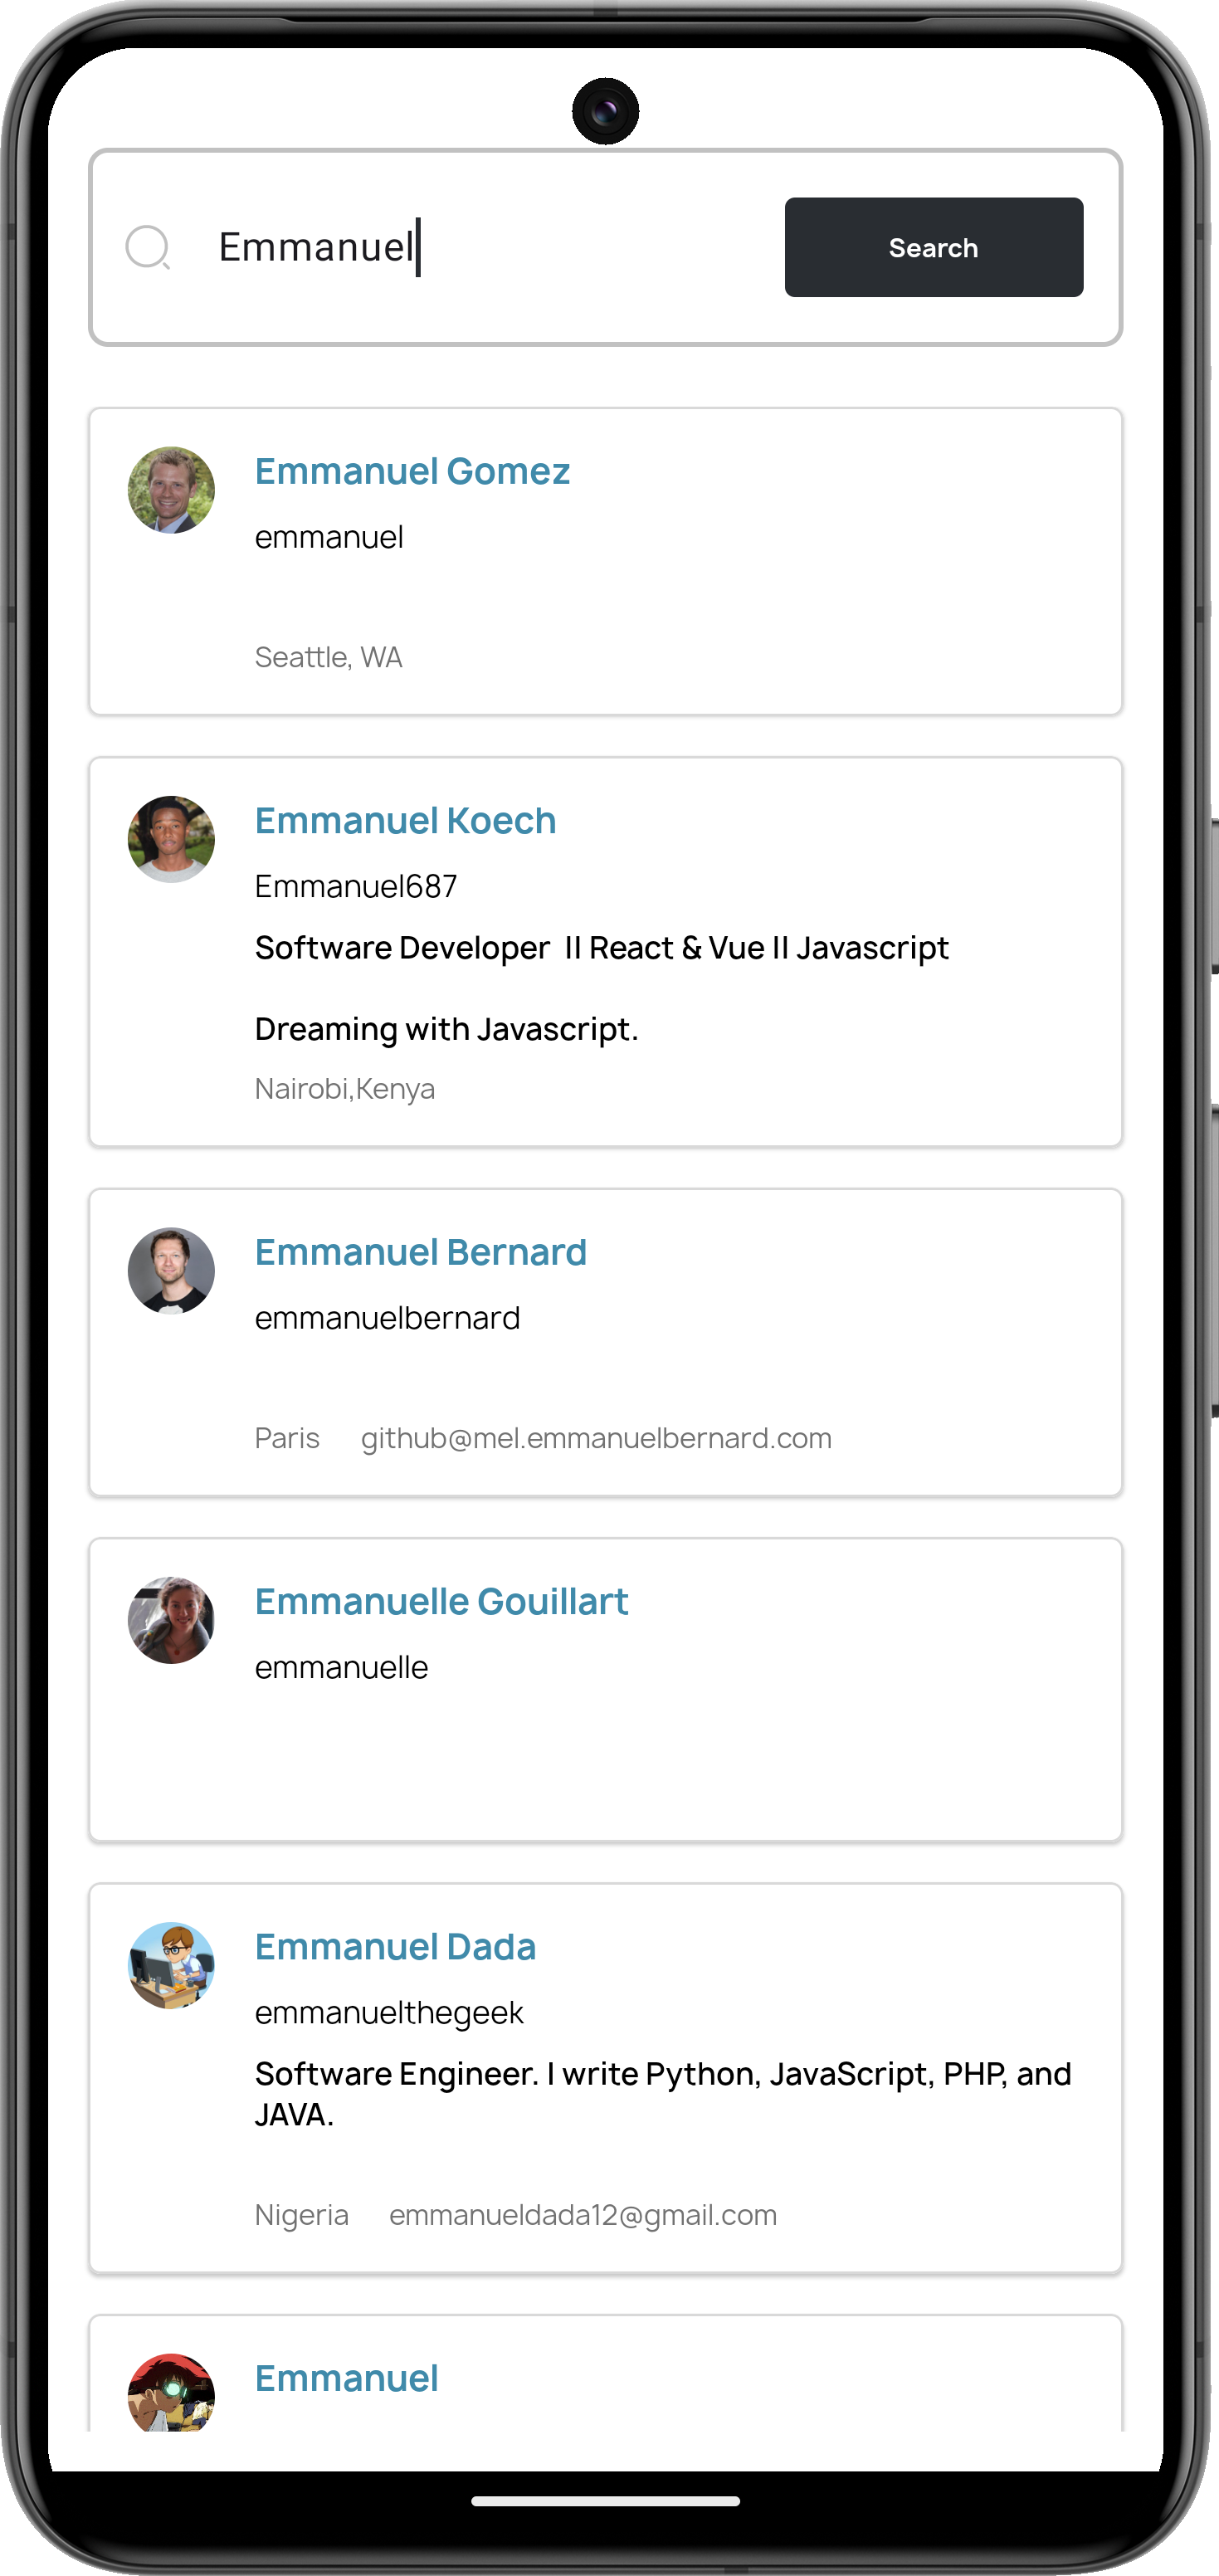 Emmanuel
Search
Emmanuel Gomez
emmanuel
Seattle, WA
Emmanuel Koech
Emmanuel687
Software Developer || React & Vue || Javascript
Dreaming with Javascript.
Nairobi,Kenya
Emmanuel Bernard
emmanuelbernard
Paris github@mel.emmanuelbernard.com
Emmanuelle Gouillart
emmanuelle
Emmanuel Dada
emmanuelthegeek
Software Engineer. I write Python, JavaScript, PHP, and
JAVA.
Nigeria emmanueldada12@gmail.com
Emmanuel